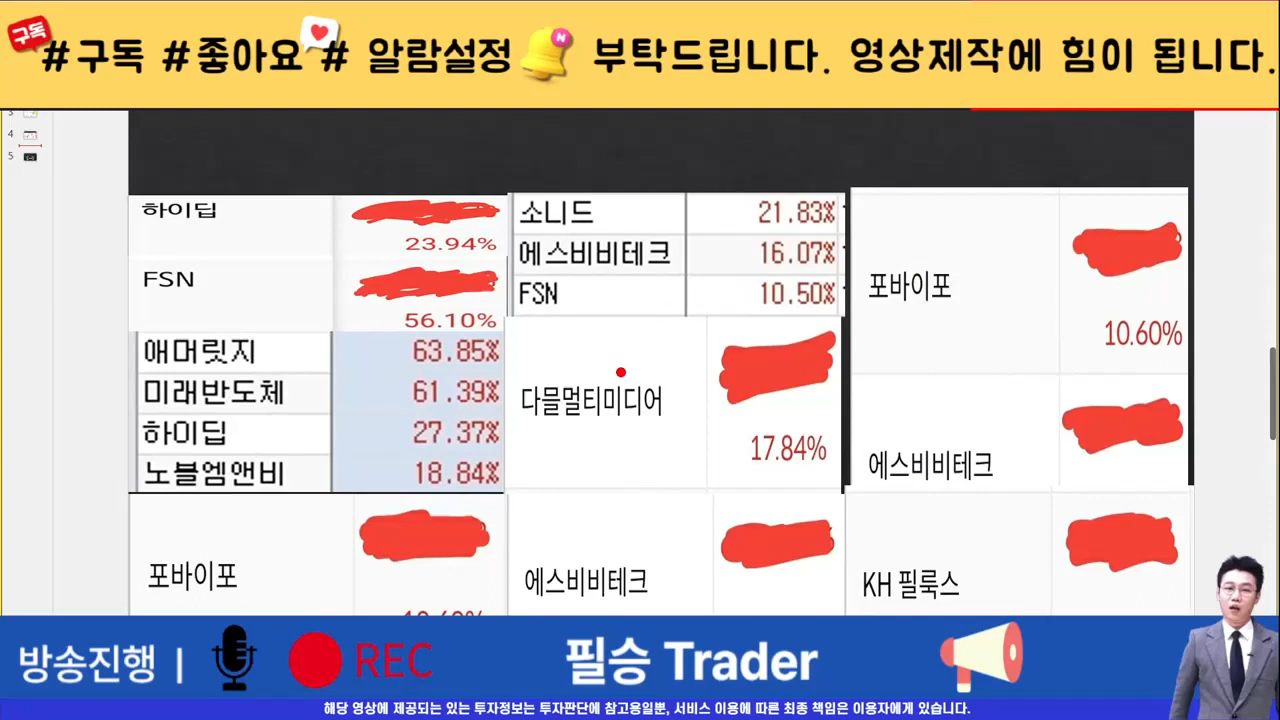 구독
#구독 #좋아요 # 알람설정 N 부탁드립니다. 영상제작에 힘이 됩니다.
3
4
5
하이딥
23.94%
FSN
56.10%
애머릿지 63.85%
미래반도체 61.39%
하이딥 27.37%
노블엠앤비 18.84%
소니드 21.83%
에스비비테크 16.07%
FSN 10.50%
다믈멀티미디어
17.84%
포바이포
10.60%
에스비비테크
포바이포
에스비비테크
KH 필룩스
방송진행 | REC 필승 Trader
해당 영상에 제공되는 있는 투자정보는 투자판단에 참고용일뿐, 서비스 이용에 따른 최종 책임은 이용자에게 있습니다.